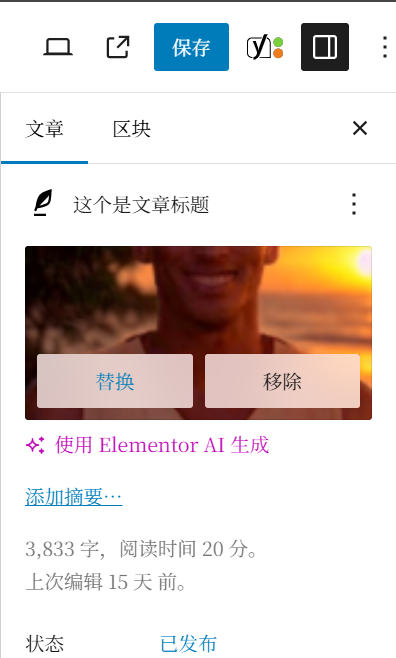 保存
文章 区块
这个是文章标题
替换 移除
使用 Elementor AI 生成
添加摘要…
3,833 字，阅读时间 20 分。
上次编辑 15 天 前。
状态 已发布